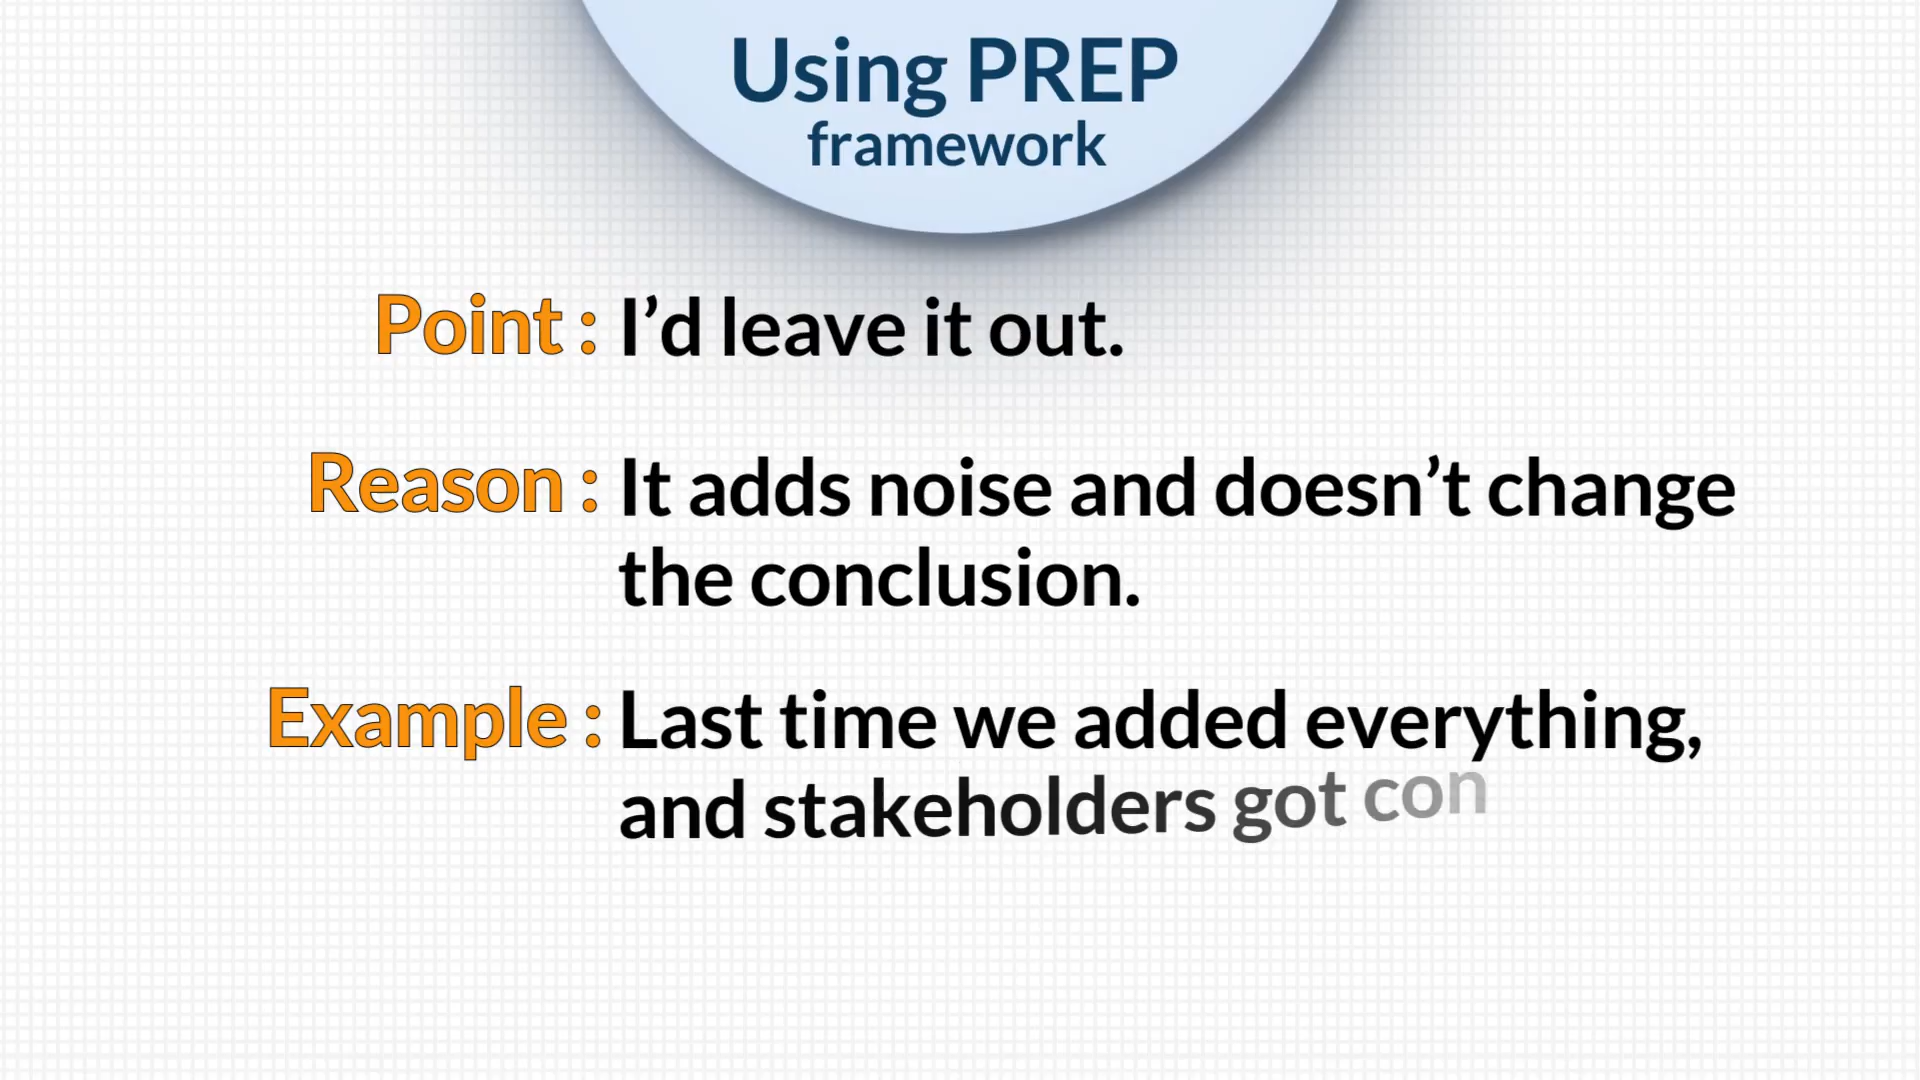 Using PREP
framework
Point : I’d leave it out.
Reason : It adds noise and doesn’t change
the conclusion.
Example : Last time we added everything,
and stakeholders got con